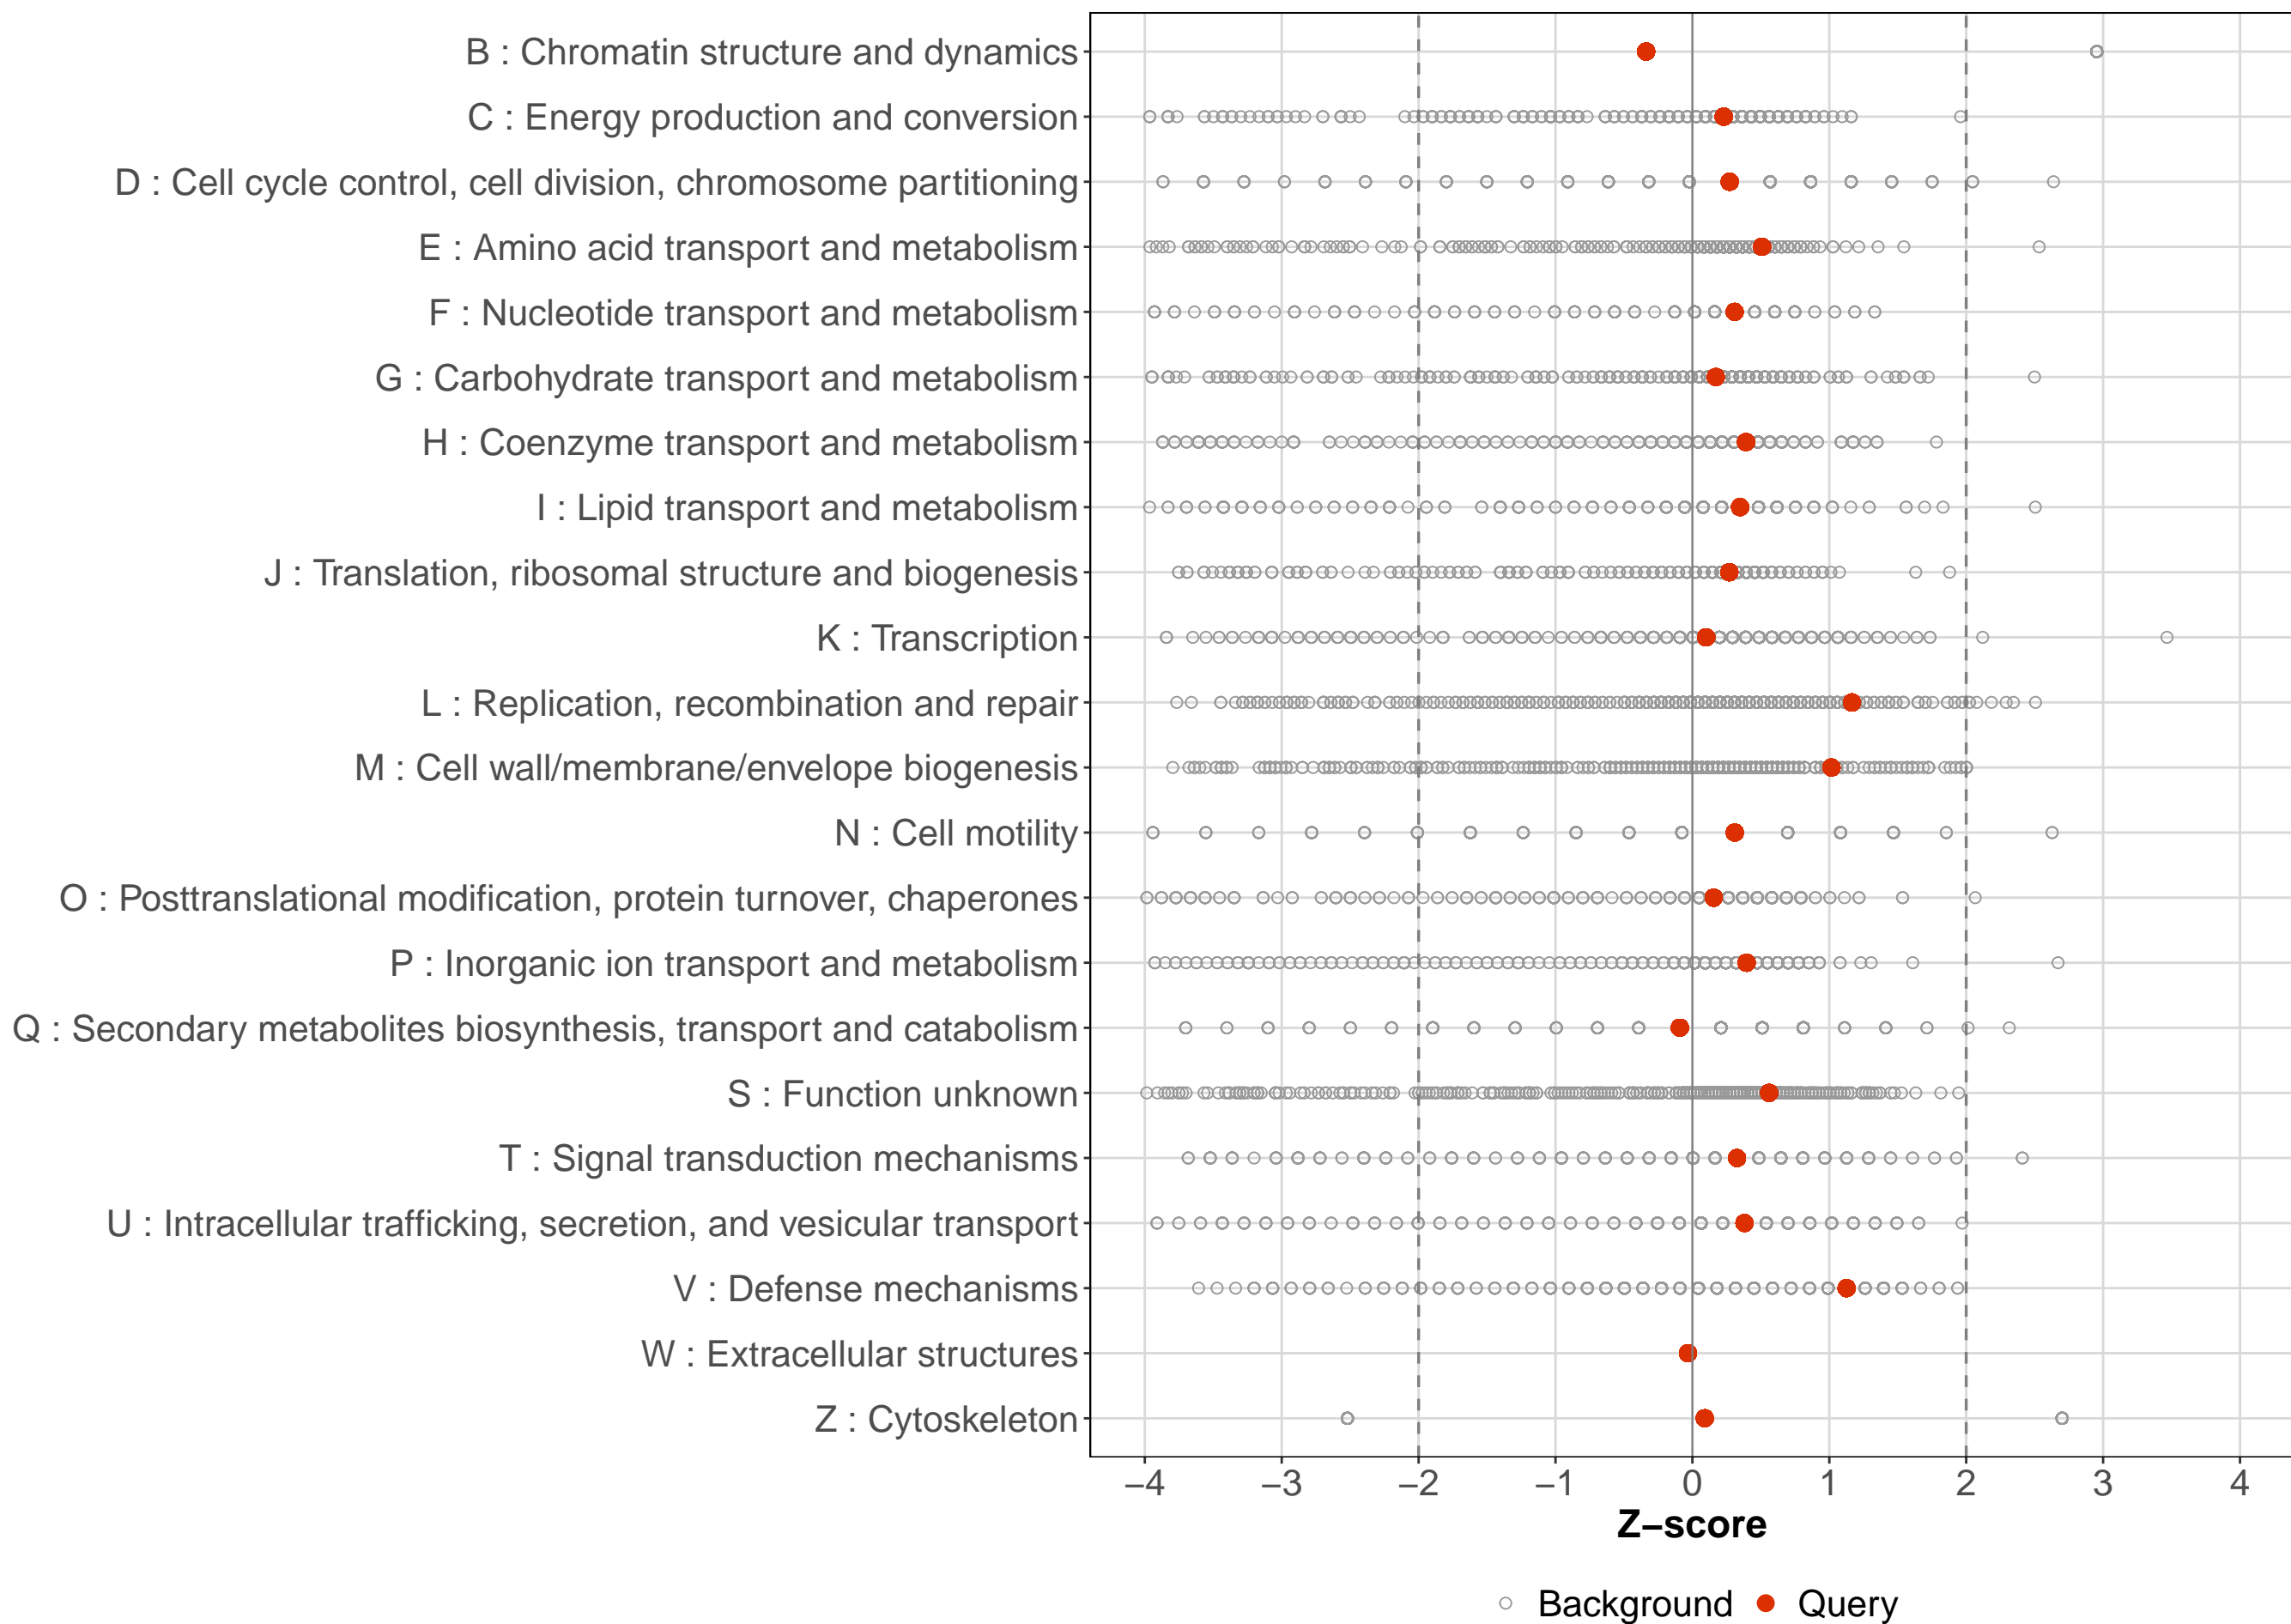 B : Chromatin structure and dynamics
C : Energy production and conversion
D : Cell cycle control, cell division, chromosome partitioning
E : Amino acid transport and metabolism
F : Nucleotide transport and metabolism
G : Carbohydrate transport and metabolism
H : Coenzyme transport and metabolism
I : Lipid transport and metabolism
J : Translation, ribosomal structure and biogenesis
K : Transcription
L : Replication, recombination and repair
M : Cell wall/membrane/envelope biogenesis
N : Cell motility
O : Posttranslational modification, protein turnover, chaperones
P : Inorganic ion transport and metabolism
Q : Secondary metabolites biosynthesis, transport and catabolism
S : Function unknown
T : Signal transduction mechanisms
U : Intracellular trafficking, secretion, and vesicular transport
V : Defense mechanisms
W : Extracellular structures
Z : Cytoskeleton
−4 −3 −2 −1 0 1 2 3 4
Z−score
Background Query